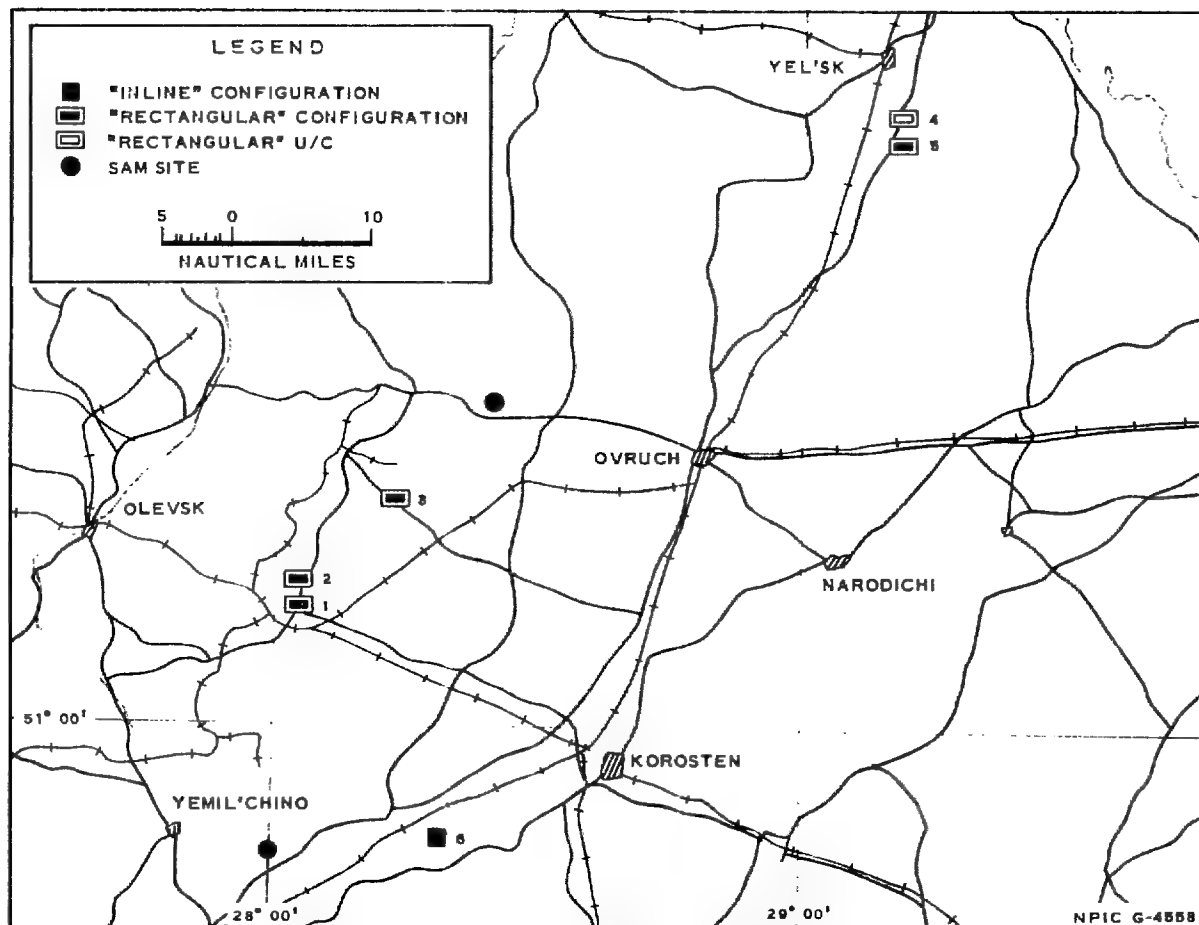 LEGEND
"INLINE" CONFIGURATION
"RECTANGULAR" CONFIGURATION
"RECTANGULAR" U/C
SAM SITE
5 0 10
NAUTICAL MILES
YEL'SK
4
5
OVRUCH
OLEVSK
3
NARODICHI
2
1
51° 00'
KOROSTEN
YEMIL'CHINO
6
28° 00'
29° 00'
NPIC G-4558